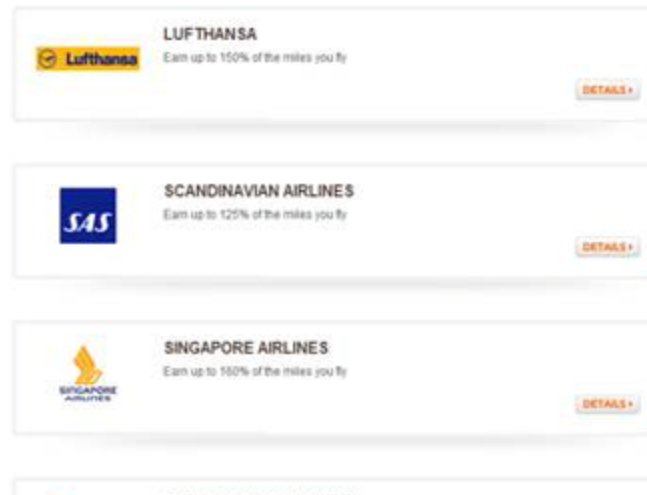 LUFTHANSA
Lufthansa
Earn up to 150% of the miles you fly
DETAILS
SCANDINAVIAN AIRLINES
SAS
Earn up to 125% of the miles you fly
DETAILS
SINGAPORE AIRLINES
SINGAPORE
AIRLINES
Earn up to 150% of the miles you fly
DETAILS